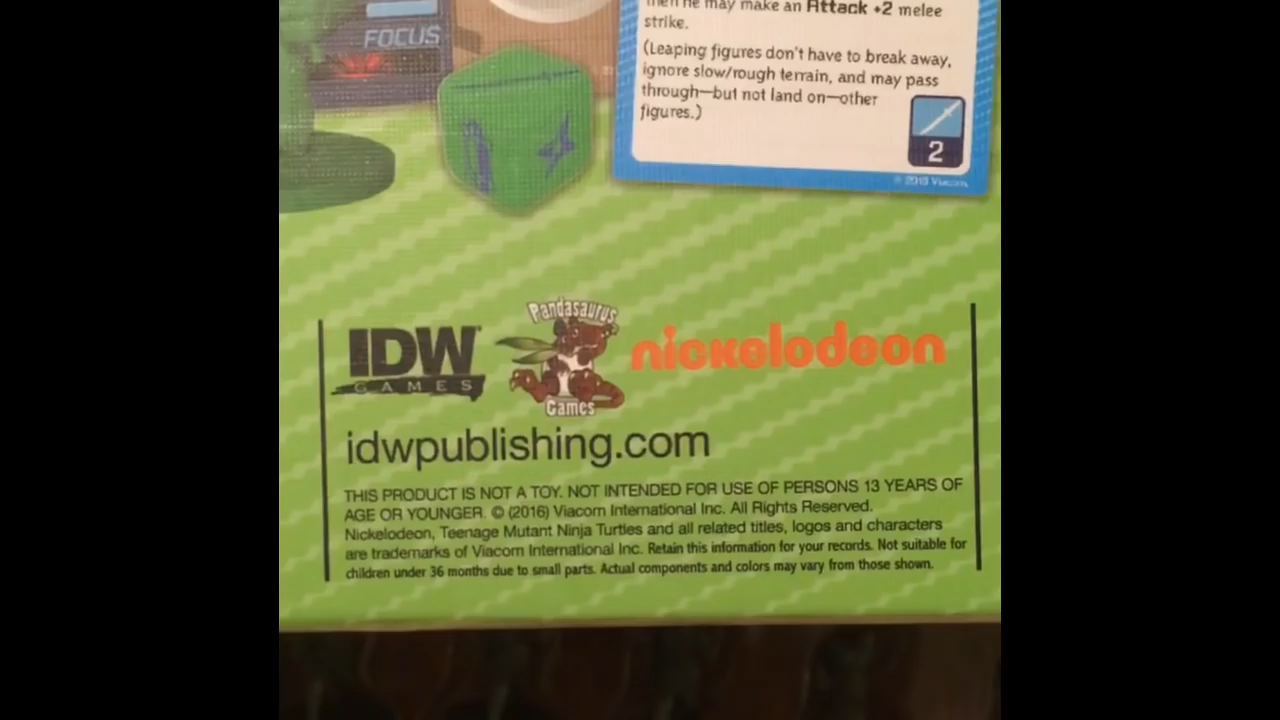 then he may make an Attack +2 melee
strike.
(Leaping figures don't have to break away,
ignore slow/rough terrain, and may pass
through—but not land on—other
figures.)
2
© 2015 Viacom
FOCUS
IDW
GAMES
Pandasaurus
Games
nickelodeon
idwpublishing.com
THIS PRODUCT IS NOT A TOY. NOT INTENDED FOR USE OF PERSONS 13 YEARS OF
AGE OR YOUNGER. © (2016) Viacom International Inc. All Rights Reserved.
Nickelodeon, Teenage Mutant Ninja Turtles and all related titles, logos and characters
are trademarks of Viacom International Inc. Retain this information for your records. Not suitable for
children under 36 months due to small parts. Actual components and colors may vary from those shown.